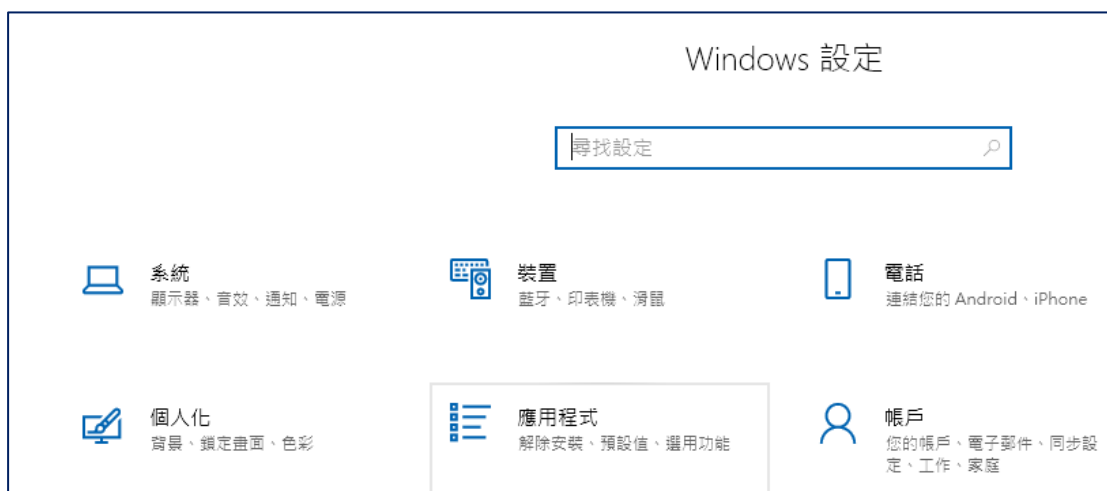 Windows 設定
尋找設定
系統
顯示器、音效、通知、電源
裝置
藍牙、印表機、滑鼠
電話
連結您的 Android、iPhone
個人化
背景、鎖定畫面、色彩
應用程式
解除安裝、預設值、選用功能
帳戶
您的帳戶、電子郵件、同步設
定、工作、家庭